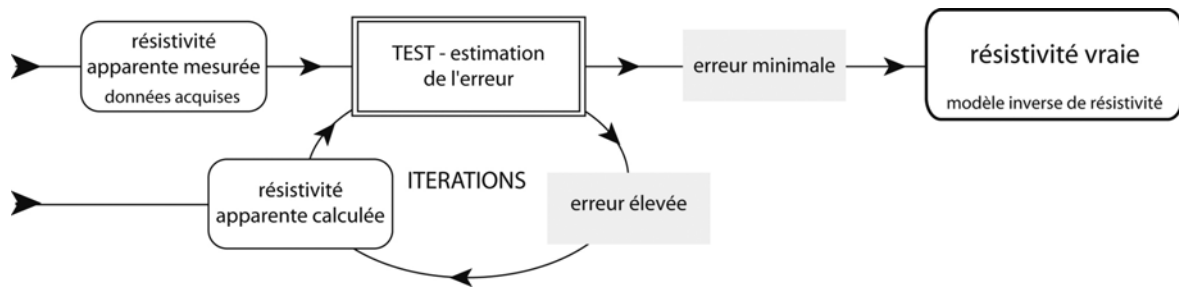 résistivité
apparente mesurée
données acquises
TEST - estimation
de l'erreur
erreur minimale
résistivité vraie
modèle inverse de résistivité
résistivité
apparente calculée
ITERATIONS
erreur élevée